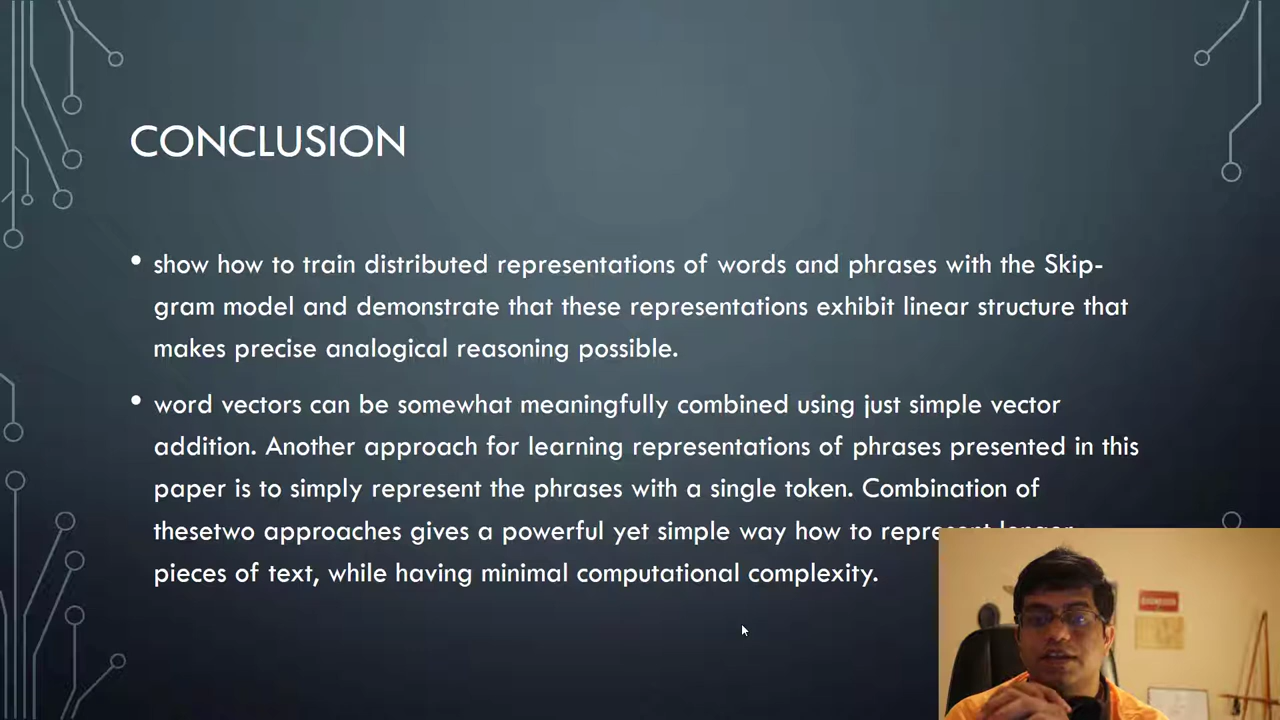 CONCLUSION
• show how to train distributed representations of words and phrases with the Skip-
gram model and demonstrate that these representations exhibit linear structure that
makes precise analogical reasoning possible.
• word vectors can be somewhat meaningfully combined using just simple vector
addition. Another approach for learning representations of phrases presented in this
paper is to simply represent the phrases with a single token. Combination of
thesetwo approaches gives a powerful yet simple way how to represent longer
pieces of text, while having minimal computational complexity.